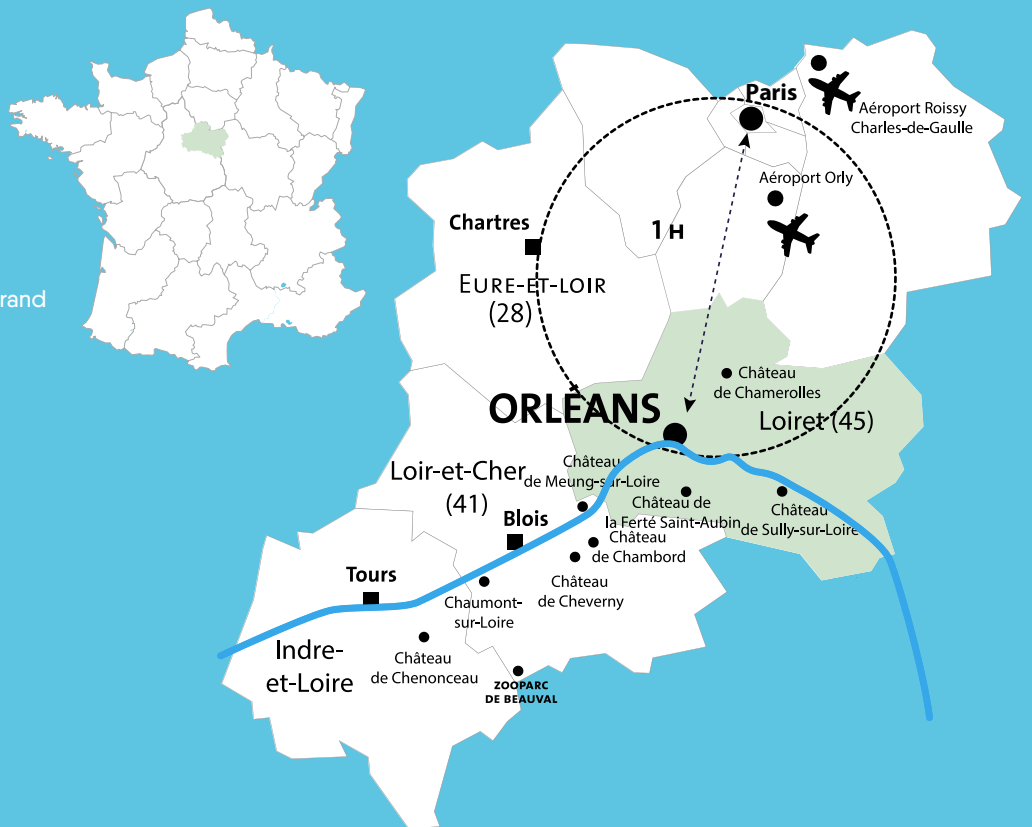 rand
Paris
Aéroport Roissy
Charles-de-Gaulle
Aéroport Orly
Chartres
1 H
EURE-ET-LOIR
(28)
Château
de Chamerolles
ORLÉANS
Loiret (45)
Loir-et-Cher
(41)
Château
de Meung-sur-Loire
Château de
la Ferté Saint-Aubin
Château
de Sully-sur-Loire
Blois
Château
de Chambord
Château
de Cheverny
Tours
Chaumont-
sur-Loire
Indre-
et-Loire
Château
de Chenonceau
ZOOPARC
DE BEAUVAL